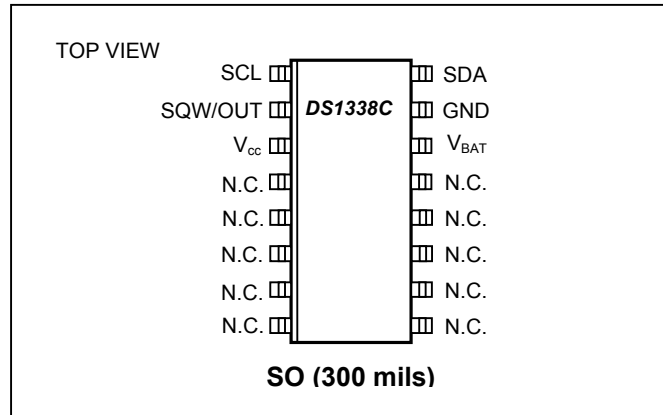 TOP VIEW
SCL SDA
SQW/OUT DS1338C GND
Vcc VBAT
N.C. N.C.
N.C. N.C.
N.C. N.C.
N.C. N.C.
N.C. N.C.
SO (300 mils)